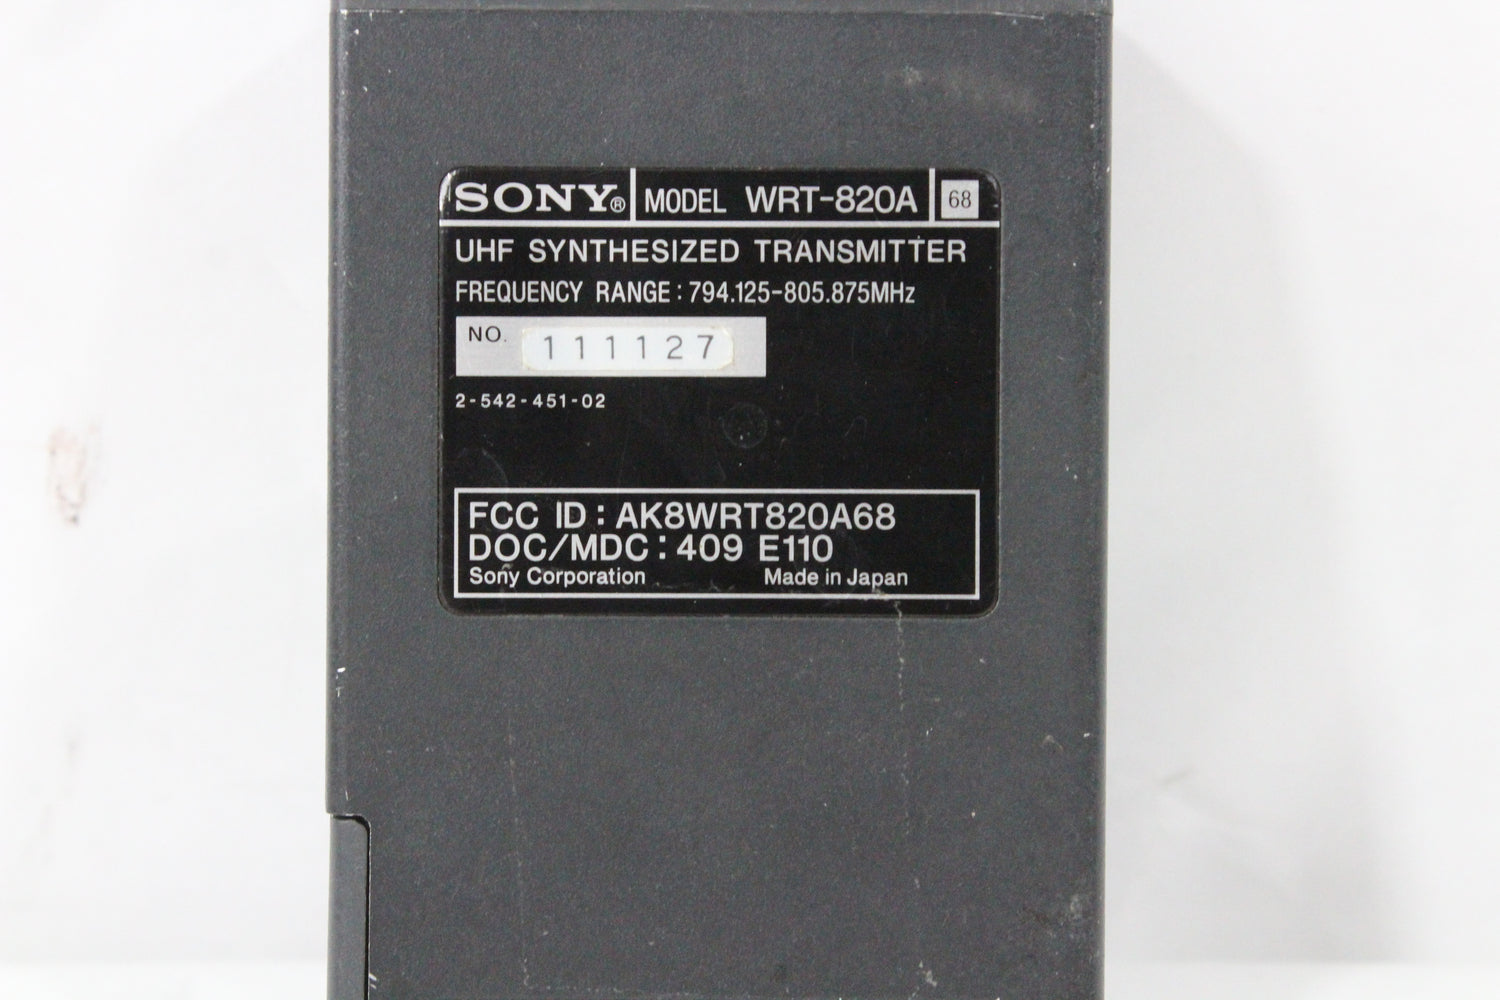 SONY® MODEL WRT-820A 68
UHF SYNTHESIZED TRANSMITTER
FREQUENCY RANGE : 794.125-805.875MHz
NO. 111127
2-542-451-02
FCC ID : AK8WRT820A68
DOC/MDC : 409 E110
Sony Corporation Made in Japan